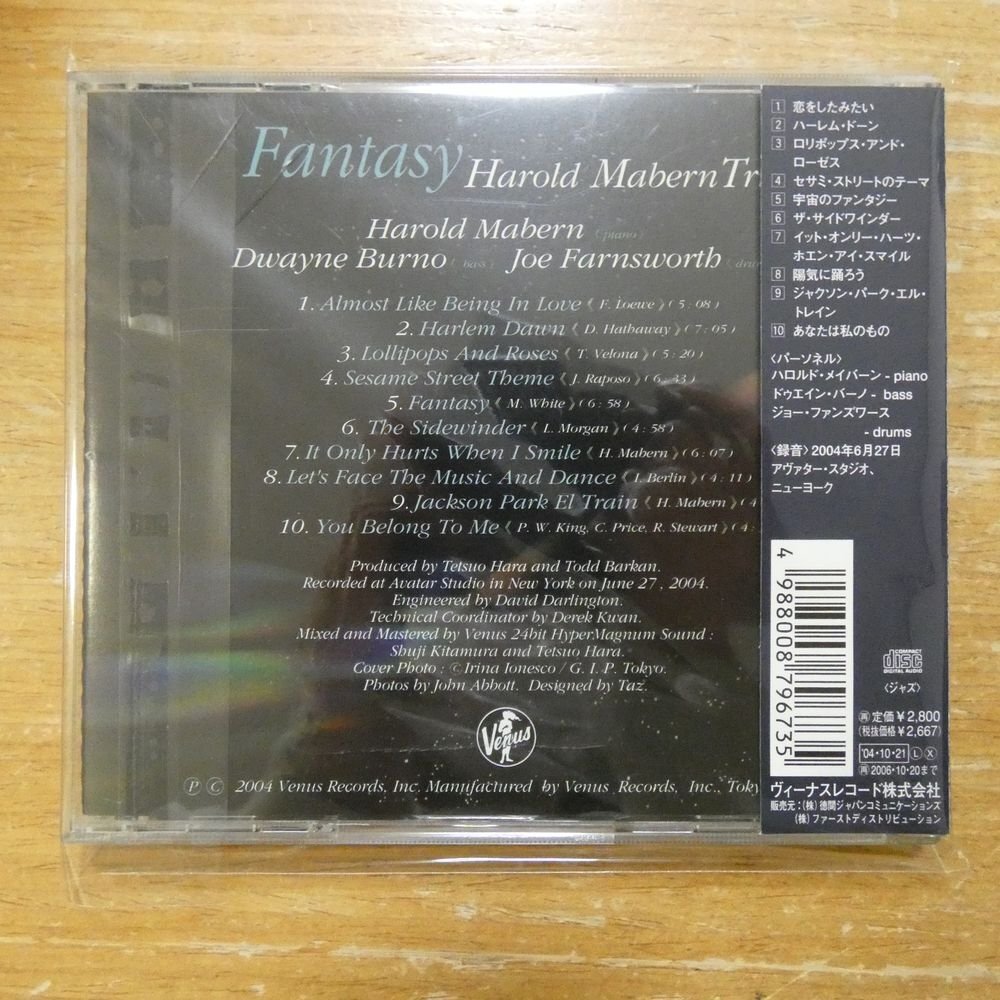 Fantasy
Harold Mabern Tr
Harold Mabern (piano)
Dwayne Burno (bass) Joe Farnsworth (dru
1. Almost Like Being In Love《F. Loewe》(5:08)
2. Harlem Dawn《D. Hathaway》(7:05)
3. Lollipops And Roses《T. Velona》(5:20)
4. Sesame Street Theme《J. Raposo》(6:33)
5. Fantasy《M. White》(6:58)
6. The Sidewinder《L. Morgan》(4:58)
7. It Only Hurts When I Smile《H. Mabern》(6:07)
8. Let's Face The Music And Dance《I. Berlin》(4:11)
9. Jackson Park El Train《H. Mabern》(4
10. You Belong To Me《P. W. King, C. Price, R. Stewart》(4:
Produced by Tetsuo Hara and Todd Barkan.
Recorded at Avatar Studio in New York on June 27, 2004.
Engineered by David Darlington.
Technical Coordinator by Derek Kwan.
Mixed and Mastered by Venus 24bit HyperMagnum Sound:
Shuji Kitamura and Tetsuo Hara.
Cover Photo: ©Irina Ionesco / G. I. P. Tokyo.
Photos by John Abbott. Designed by Taz.
Venus
Ⓟ Ⓒ 2004 Venus Records, Inc. Manufactured by Venus Records, Inc., Toky
1 恋をしたみたい
2 ハーレム・ドーン
3 ロリポップス・アンド・
ローゼス
4 セサミ・ストリートのテーマ
5 宇宙のファンタジー
6 ザ・サイドワインダー
7 イット・オンリー・ハーツ・
ホエン・アイ・スマイル
8 陽気に踊ろう
9 ジャクソン・パーク・エル・
トレイン
10 あなたは私のもの
〈パーソネル〉
ハロルド・メイバーン - piano
ドゥエイン・バーノ - bass
ジョー・ファンズワース
- drums
〈録音〉2004年6月27日
アヴァター・スタジオ、
ニューヨーク
4 988008 796735
COMPACT disc DIGITAL AUDIO
〈ジャズ〉
再 定価¥2,800
(税抜価格¥2,667)
'04・10・21 L X
再 2006・10・20まで
ヴィーナスレコード株式会社
販売元:(株)徳間ジャパンコミュニケーションズ
(株)ファーストディストリビューション